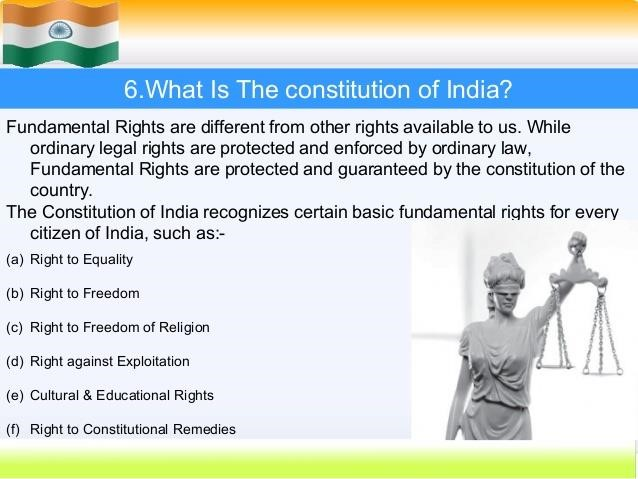 6.What Is The constitution of India?
Fundamental Rights are different from other rights available to us. While
ordinary legal rights are protected and enforced by ordinary law,
Fundamental Rights are protected and guaranteed by the constitution of the
country.
The Constitution of India recognizes certain basic fundamental rights for every
citizen of India, such as:-
(a) Right to Equality
(b) Right to Freedom
(c) Right to Freedom of Religion
(d) Right against Exploitation
(e) Cultural & Educational Rights
(f) Right to Constitutional Remedies